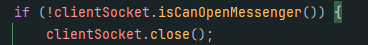 if (!clientSocket.isCanOpenMessenger()) {
    clientSocket.close();